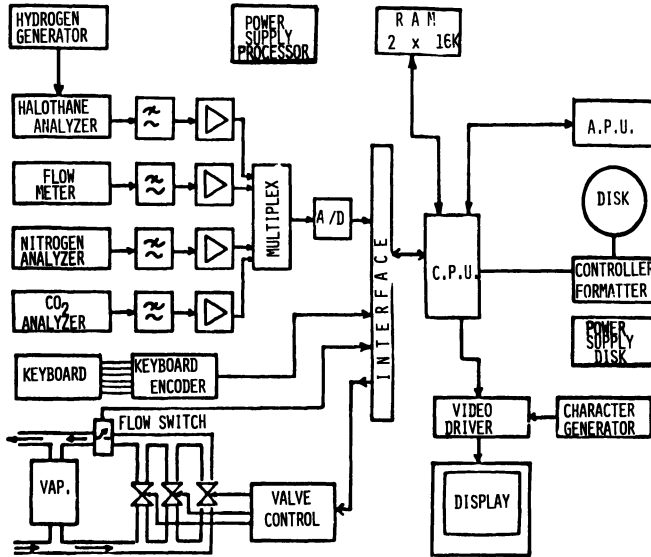 HYDROGEN
GENERATOR
POWER
SUPPLY
PROCESSOR
RAM
2 x 16K
HALOTHANE
ANALYZER
A.P.U.
FLOW
METER
MULTIPLEX
A/D
INTERFACE
C.P.U.
DISK
NITROGEN
ANALYZER
CONTROLLER
FORMATTER
CO2
ANALYZER
POWER
SUPPLY
DISK
KEYBOARD
KEYBOARD
ENCODER
FLOW SWITCH
VIDEO
DRIVER
CHARACTER
GENERATOR
VAP.
VALVE
CONTROL
DISPLAY